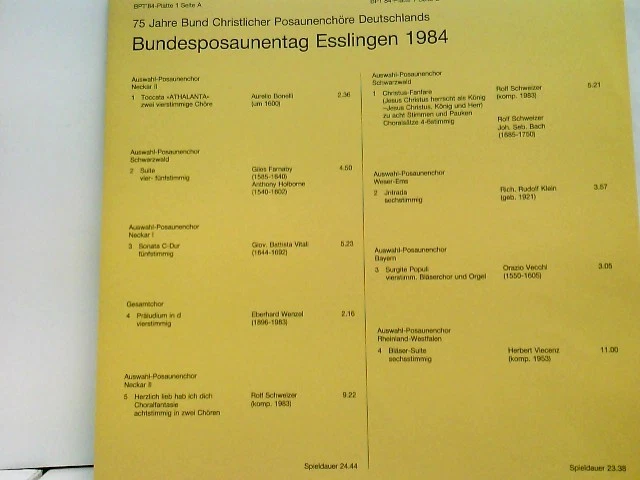 BPT'84-Platte 1 Seite A
75 Jahre Bund Christlicher Posaunenchöre Deutschlands
Bundesposaunentag Esslingen 1984
Auswahl-Posaunenchor
Neckar II
1 Toccata »ATHALANTA« Aurelio Bonelli 2.36
zwei vierstimmige Chöre (um 1600)
Auswahl-Posaunenchor
Schwarzwald
2 Suite Giles Farnaby 4.50
vier- fünfstimmig (1565-1640)
Anthony Holborne
(1540-1602)
Auswahl-Posaunenchor
Neckar I
3 Sonata C-Dur Giov. Battista Vitali 5.23
fünfstimmig (1644-1692)
Gesamtchor
4 Präludium in d Eberhard Wenzel 2.16
vierstimmig (1896-1983)
Auswahl-Posaunenchor
Neckar II
5 Herzlich lieb hab ich dich Rolf Schweizer 9.22
Choralfantasie (komp. 1983)
achtstimmig in zwei Chören
Spieldauer 24.44
Auswahl-Posaunenchor
Schwarzwald
1 Christus-Fanfare Rolf Schweizer 5.21
(Jesus Christus herrscht als König (komp. 1983)
–Jesus Christus, König und Herr)
zu acht Stimmen und Pauken Rolf Schweizer
Choralsätze 4-6stimmig Joh. Seb. Bach
(1685-1750)
Auswahl-Posaunenchor
Weser-Ems
2 Jntrada Rich. Rudolf Klein 3.57
sechstimmig (geb. 1921)
Auswahl-Posaunenchor
Bayern
3 Surgite Populi Orazio Vecchi 3.05
vierstimm. Bläserchor und Orgel (1550-1605)
Auswahl-Posaunenchor
Rheinland-Westfalen
4 Bläser-Suite Herbert Viecenz 11.00
sechsstimmig (komp. 1953)
Spieldauer 23.38